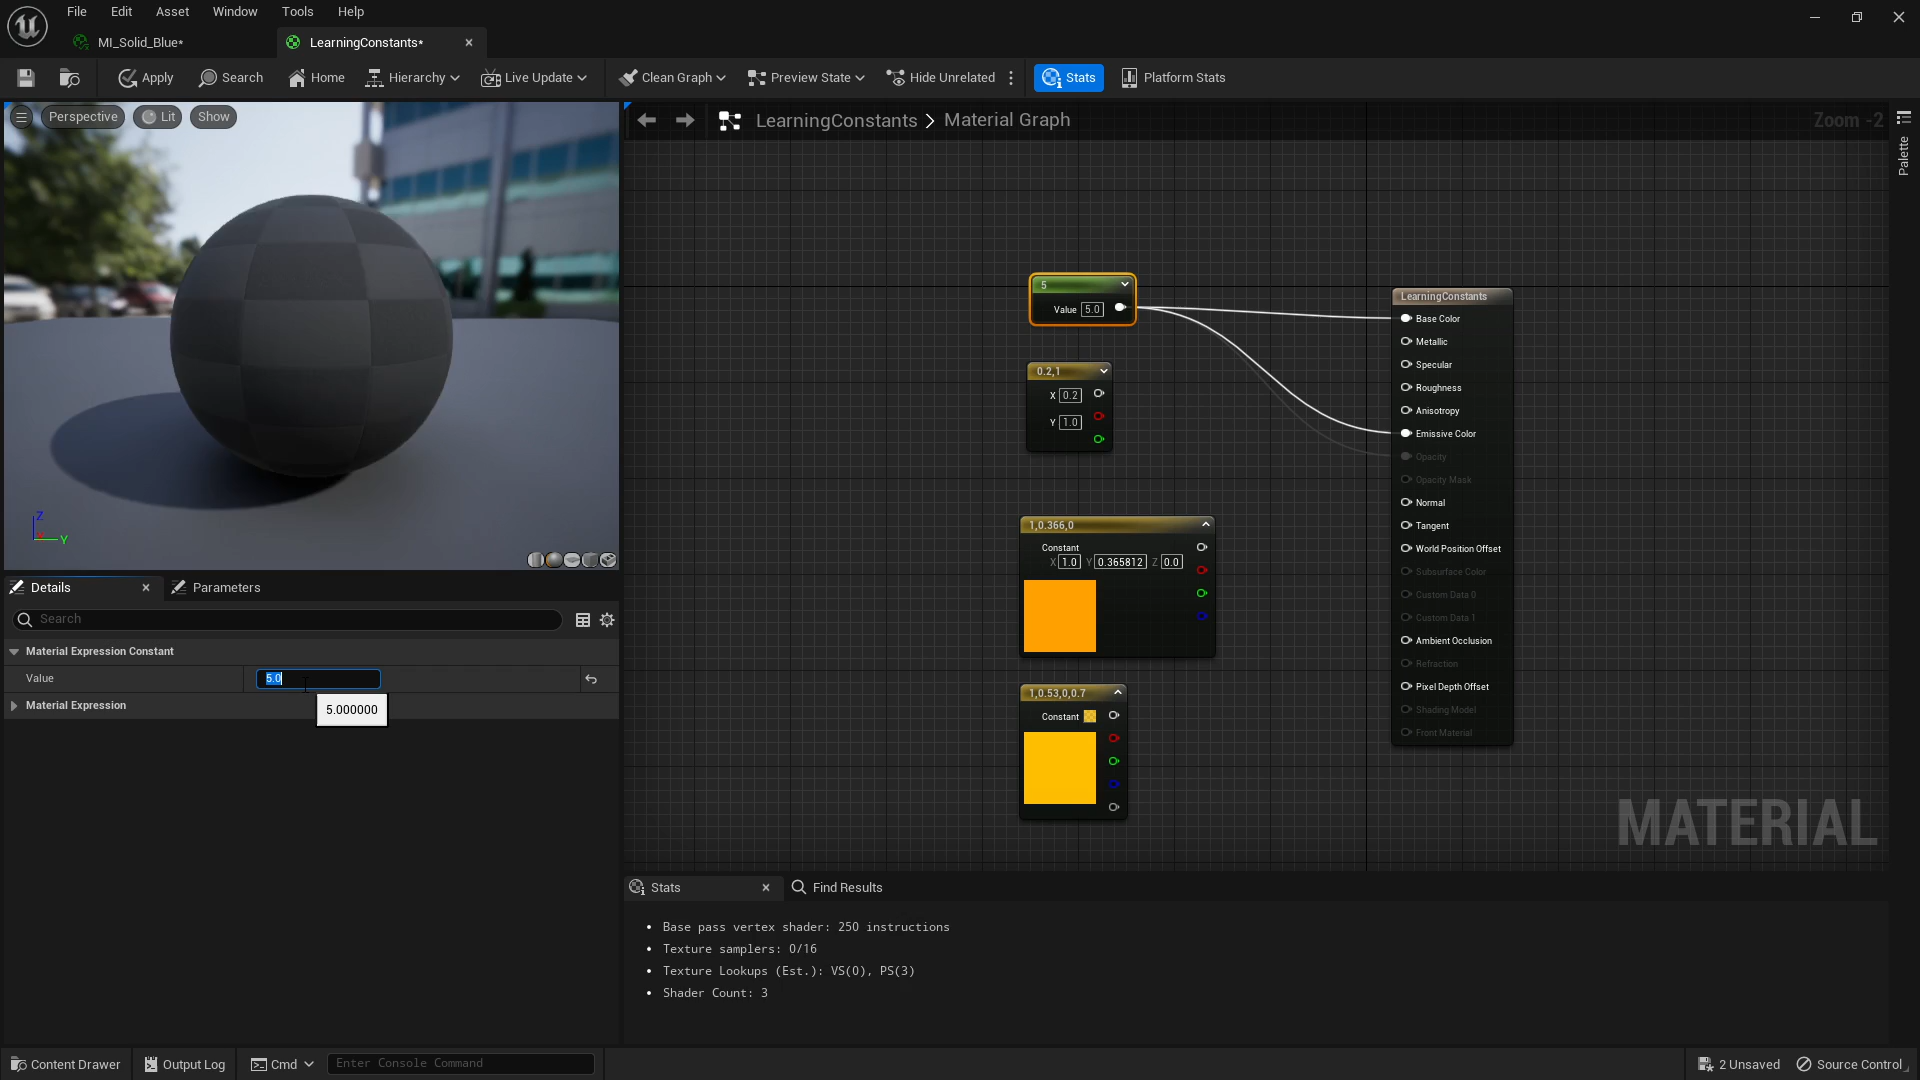 File Edit Asset Window Tools Help
MI_Solid_Blue* LearningConstants*
Apply Search Home Hierarchy Live Update Clean Graph Preview State Hide Unrelated Stats Platform Stats
Perspective Lit Show
LearningConstants > Material Graph
Zoom -2
Palette
5
Value 5.0
0.2,1
X 0.2
Y 1.0
1,0.366,0
Constant
X 1.0 Y 0.365812 Z 0.0
1,0.53,0,0.7
Constant
LearningConstants
Base Color
Metallic
Specular
Roughness
Anisotropy
Emissive Color
Opacity
Opacity Mask
Normal
Tangent
World Position Offset
Subsurface Color
Custom Data 0
Custom Data 1
Ambient Occlusion
Refraction
Pixel Depth Offset
Shading Model
Front Material
MATERIAL
Z
Y
Details Parameters
Search
Material Expression Constant
Value 5.0
Material Expression
5.000000
Stats Find Results
• Base pass vertex shader: 250 instructions
• Texture samplers: 0/16
• Texture Lookups (Est.): VS(0), PS(3)
• Shader Count: 3
Content Drawer Output Log Cmd Enter Console Command 2 Unsaved Source Control